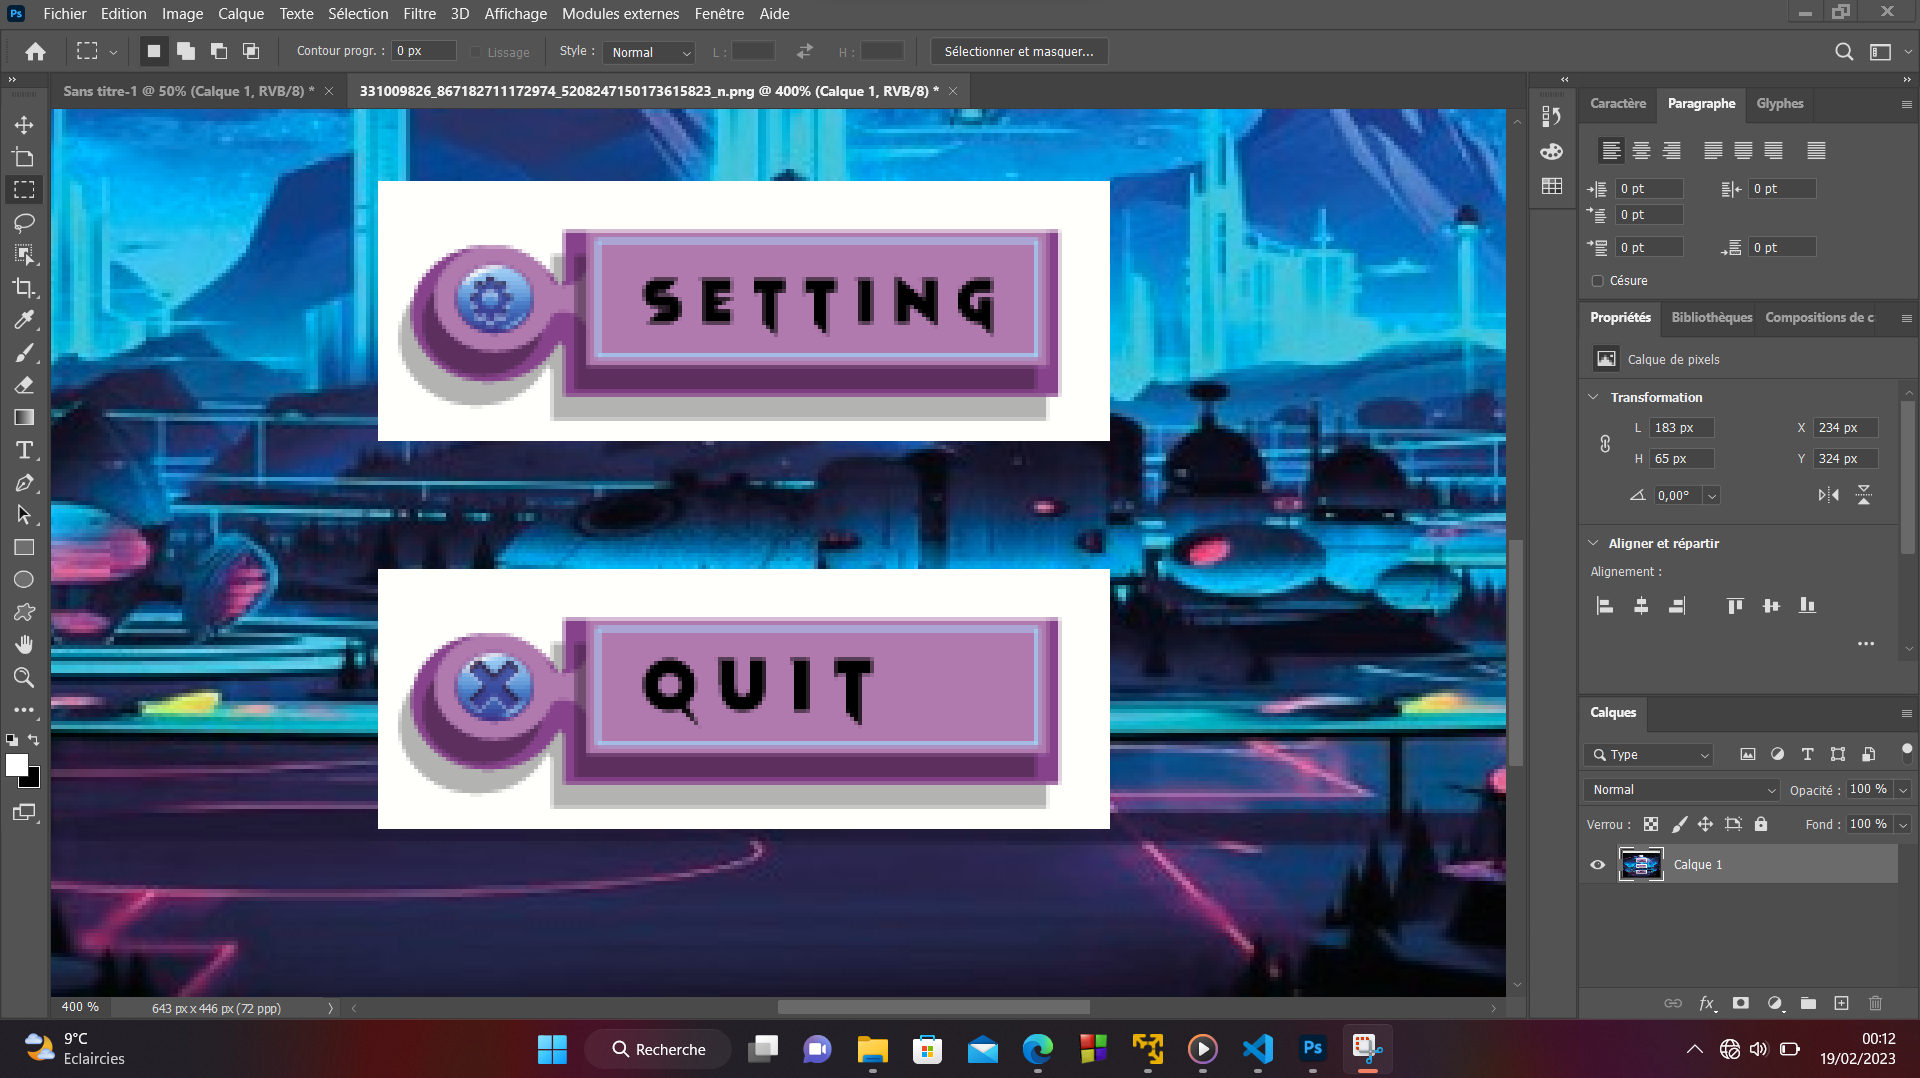 Ps Fichier Edition Image Calque Texte Sélection Filtre 3D Affichage Modules externes Fenêtre Aide
Contour progr. : 0 px Lissage Style : Normal L : H : Sélectionner et masquer...
Sans titre-1 @ 50% (Calque 1, RVB/8) * 331009826_867182711172974_5208247150173615823_n.png @ 400% (Calque 1, RVB/8) *
Caractère Paragraphe Glyphes
0 pt 0 pt
0 pt
0 pt 0 pt
Césure
Propriétés Bibliothèques Compositions de c
Calque de pixels
Transformation
L 183 px X 234 px
H 65 px Y 324 px
0,00°
Aligner et répartir
Alignement :
SETTING
QUIT
Calques
Type
Normal Opacité : 100 %
Verrou : Fond : 100 %
Calque 1
400 % 643 px x 446 px (72 ppp)
9°C
Eclaircies
Recherche
Ps
00:12
19/02/2023